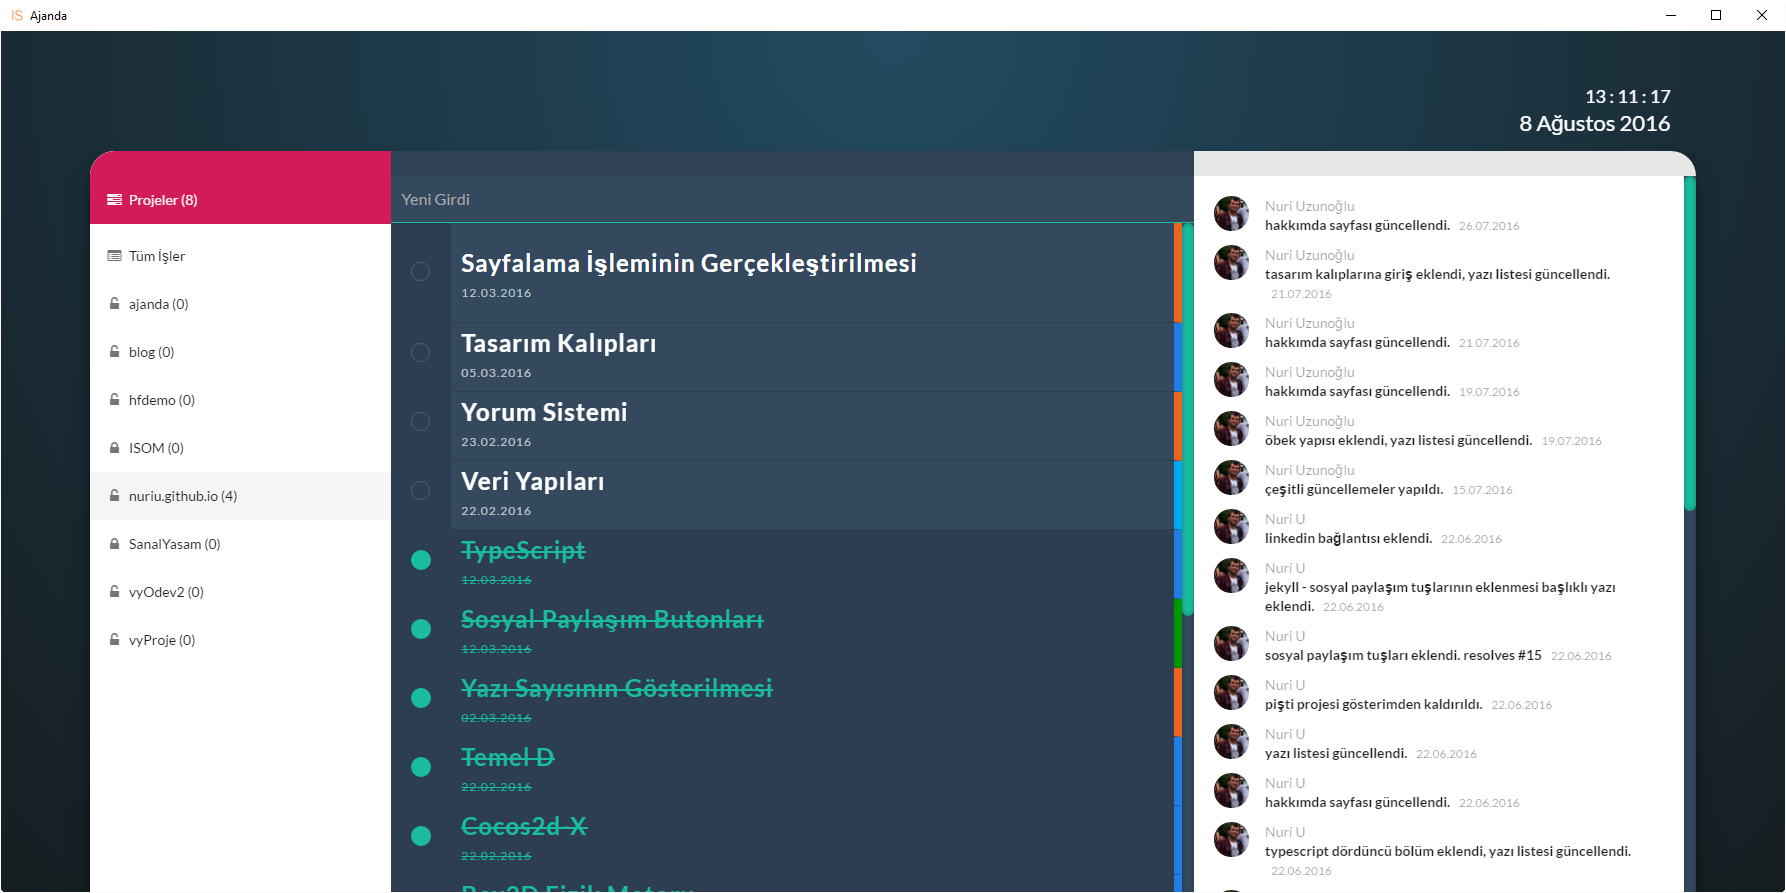 IS Ajanda
13 : 11 : 17
8 Ağustos 2016
Projeler (8)
Tüm İşler
ajanda (0)
blog (0)
hfdemo (0)
ISOM (0)
nuriu.github.io (4)
SanalYasam (0)
vyOdev2 (0)
vyProje (0)
Yeni Girdi
Sayfalama İşleminin Gerçekleştirilmesi
12.03.2016
Tasarım Kalıpları
05.03.2016
Yorum Sistemi
23.02.2016
Veri Yapıları
22.02.2016
TypeScript
12.03.2016
Sosyal Paylaşım Butonları
12.03.2016
Yazı Sayısının Gösterilmesi
02.03.2016
Temel D
22.02.2016
Cocos2d-X
22.02.2016
Nuri Uzunoğlu
hakkımda sayfası güncellendi. 26.07.2016
Nuri Uzunoğlu
tasarım kalıplarına giriş eklendi, yazı listesi güncellendi.
21.07.2016
Nuri Uzunoğlu
hakkımda sayfası güncellendi. 21.07.2016
Nuri Uzunoğlu
hakkımda sayfası güncellendi. 19.07.2016
Nuri Uzunoğlu
öbek yapısı eklendi, yazı listesi güncellendi. 19.07.2016
Nuri Uzunoğlu
çeşitli güncellemeler yapıldı. 15.07.2016
Nuri U
linkedin bağlantısı eklendi. 22.06.2016
Nuri U
jekyll - sosyal paylaşım tuşlarının eklenmesi başlıklı yazı
eklendi. 22.06.2016
Nuri U
sosyal paylaşım tuşları eklendi. resolves #15 22.06.2016
Nuri U
pişti projesi gösterimden kaldırıldı. 22.06.2016
Nuri U
yazı listesi güncellendi. 22.06.2016
Nuri U
hakkımda sayfası güncellendi. 22.06.2016
Nuri U
typescript dördüncü bölüm eklendi, yazı listesi güncellendi.
22.06.2016